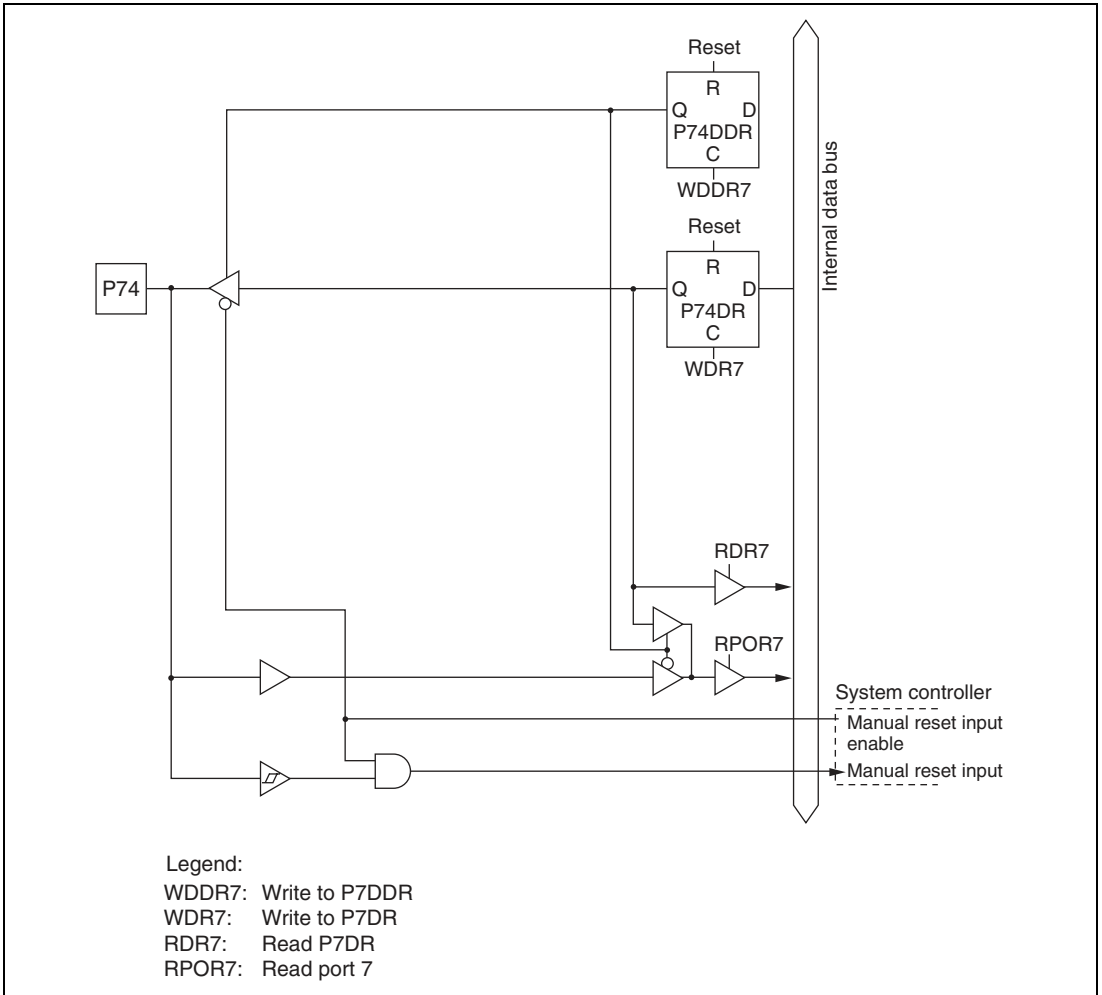 Reset
R
Q D
P74DDR
C
WDDR7
Internal data bus
Reset
R
Q D
P74DR
C
WDR7
P74
RDR7
RPOR7
System controller
Manual reset input
enable
Manual reset input
Legend:
WDDR7: Write to P7DDR
WDR7: Write to P7DR
RDR7: Read P7DR
RPOR7: Read port 7